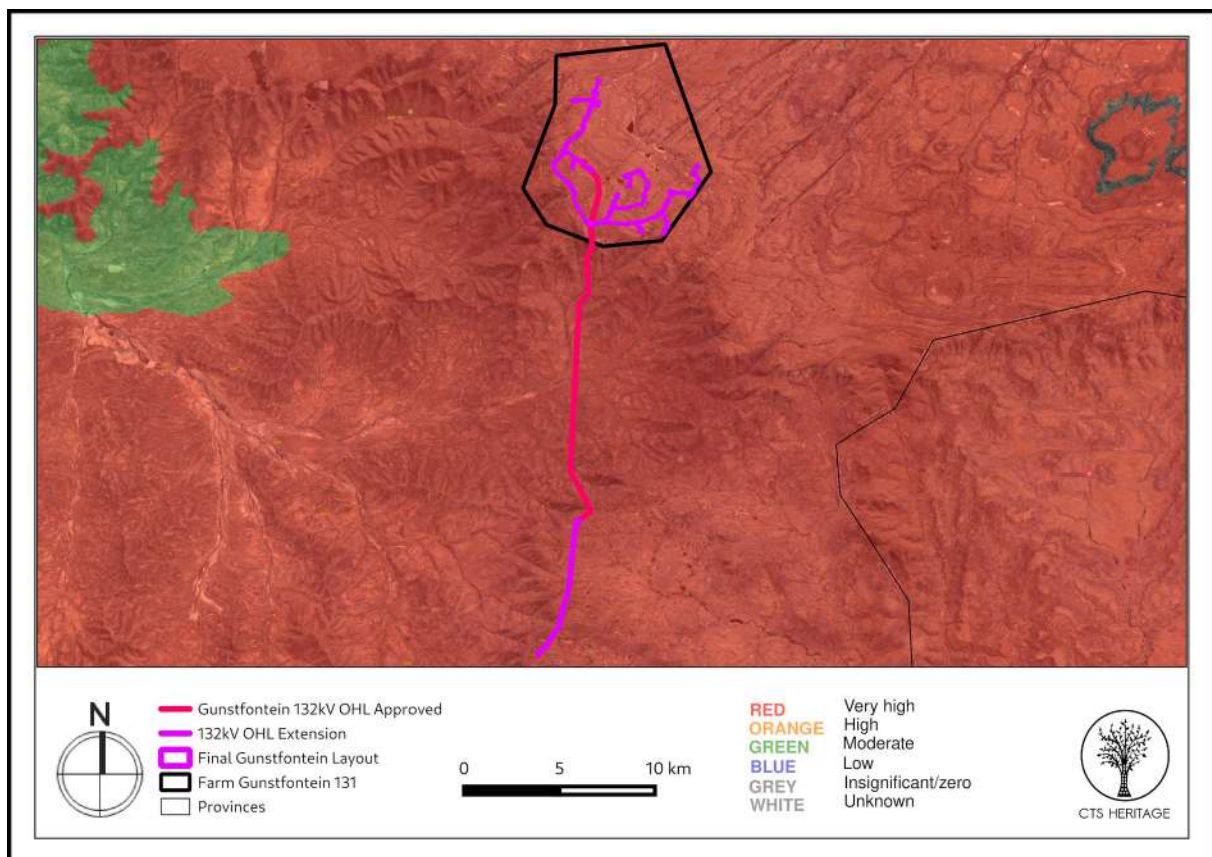 N
Gunstfontein 132kV OHL Approved
132kV OHL Extension
Final Gunstfontein Layout
Farm Gunstfontein 131
Provinces
0 5 10 km
RED Very high
ORANGE High
GREEN Moderate
BLUE Low
GREY Insignificant/zero
WHITE Unknown
CTS HERITAGE